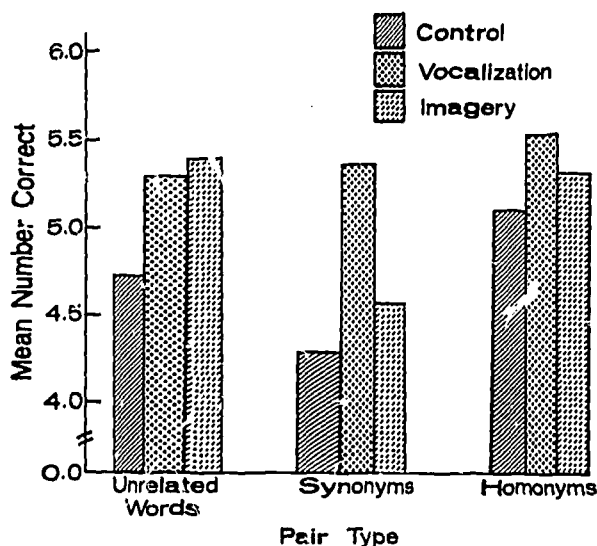 Control
Vocalization
Imagery
6.0
5.5
5.0
4.5
4.0
0.0
Mean Number Correct
Unrelated Words
Synonyms
Homonyms
Pair Type